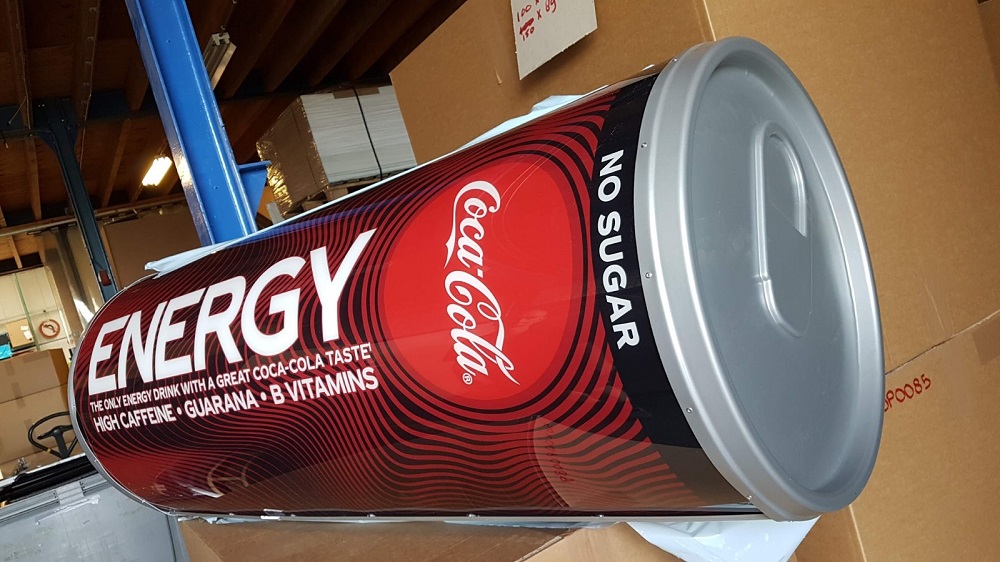 NO SUGAR
Coca-Cola®
ENERGY
THE ONLY ENERGY DRINK WITH A GREAT COCA-COLA TASTE'
HIGH CAFFEINE • GUARANA • B VITAMINS